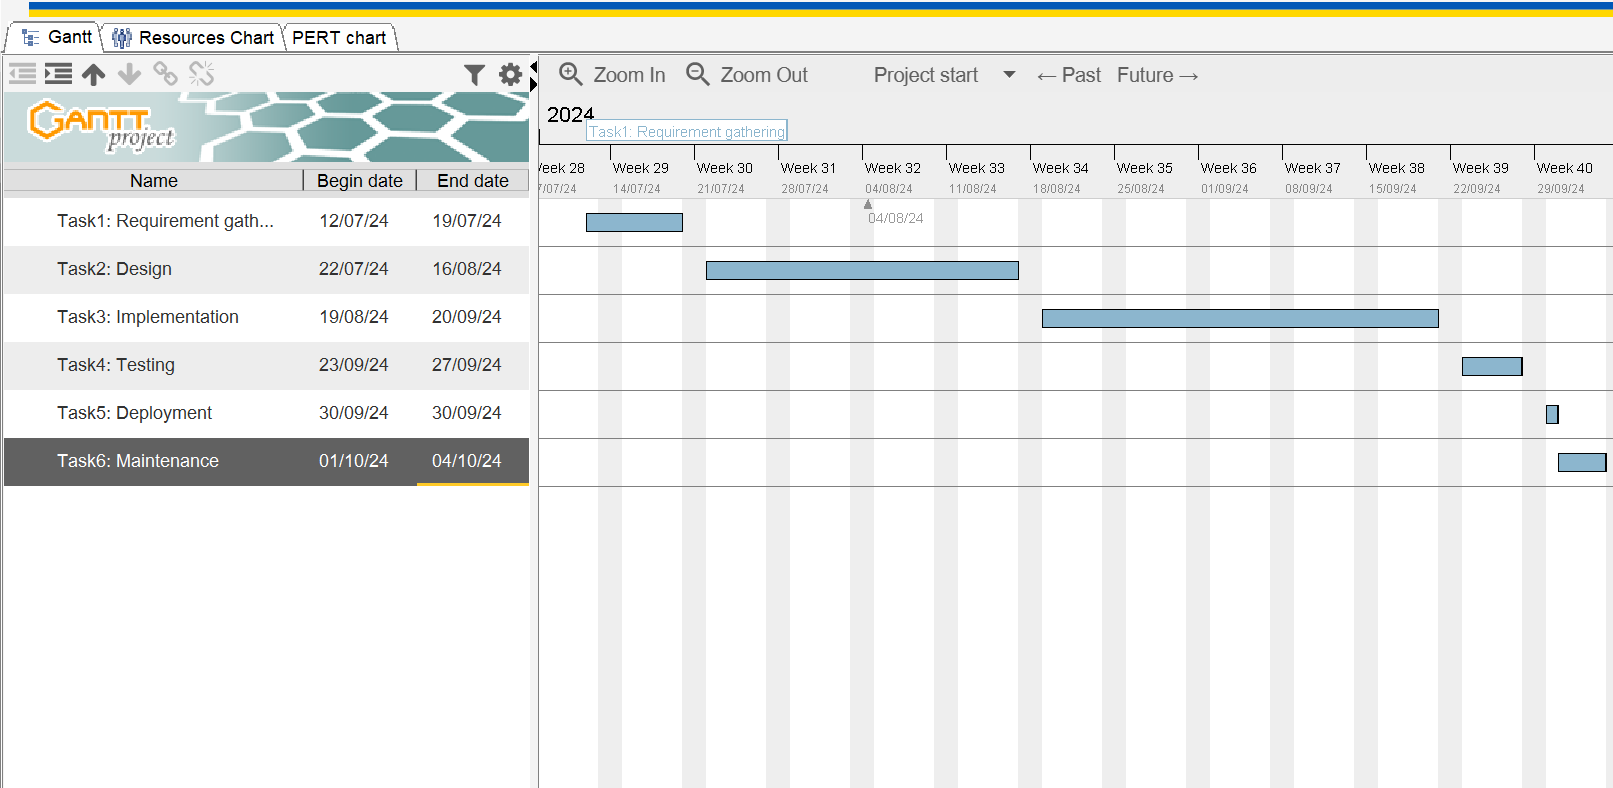 Gantt Resources Chart PERT chart
Zoom In Zoom Out Project start ← Past Future →
GANTT project
2024
Task1: Requirement gathering
Name Begin date End date
Week 29 Week 30 Week 31 Week 32 Week 33 Week 34 Week 35 Week 36 Week 37 Week 38 Week 39 Week 40
14/07/24 21/07/24 28/07/24 04/08/24 11/08/24 18/08/24 25/08/24 01/09/24 08/09/24 15/09/24 22/09/24 29/09/24
04/08/24
Task1: Requirement gath... 12/07/24 19/07/24
Task2: Design 22/07/24 16/08/24
Task3: Implementation 19/08/24 20/09/24
Task4: Testing 23/09/24 27/09/24
Task5: Deployment 30/09/24 30/09/24
Task6: Maintenance 01/10/24 04/10/24